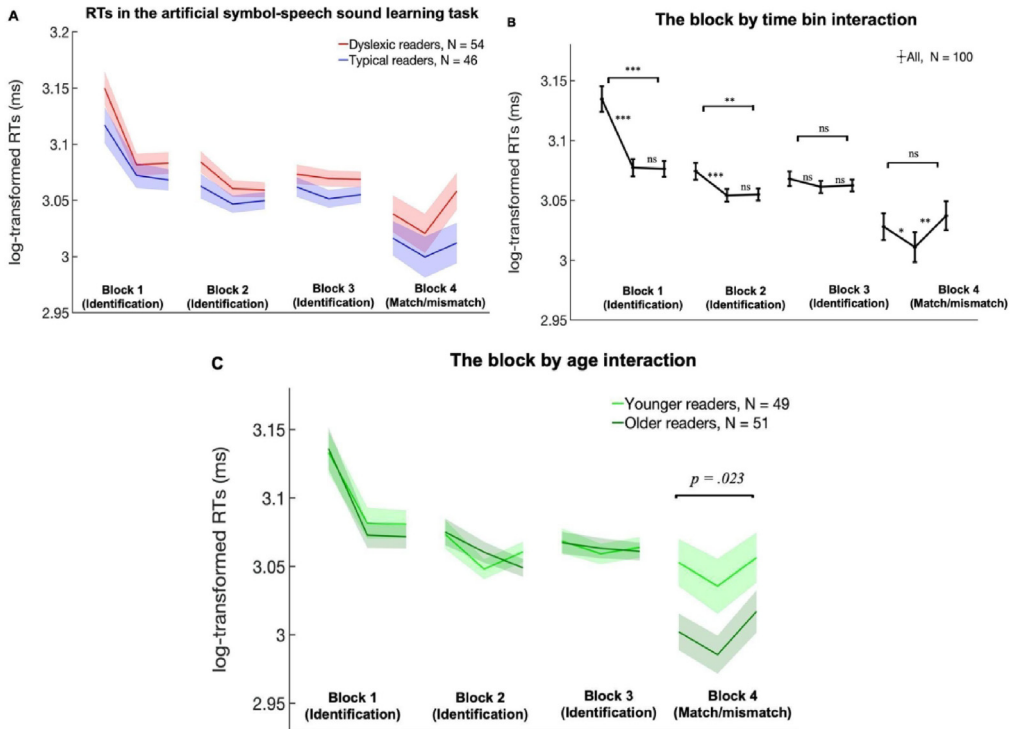 A
RTs in the artificial symbol-speech sound learning task
Dyslexic readers, N = 54
Typical readers, N = 46
log-transformed RTs (ms)
3.2
3.15
3.1
3.05
3
2.95
Block 1
(Identification)
Block 2
(Identification)
Block 3
(Identification)
Block 4
(Match/mismatch)
B
The block by time bin interaction
All, N = 100
log-transformed RTs (ms)
3.15
3.1
3.05
3
2.95
***
***
ns
**
***
ns
ns
ns
ns
ns
*
**
Block 1
(Identification)
Block 2
(Identification)
Block 3
(Identification)
Block 4
(Match/mismatch)
C
The block by age interaction
Younger readers, N = 49
Older readers, N = 51
log-transformed RTs (ms)
3.15
3.1
3.05
3
2.95
p = .023
Block 1
(Identification)
Block 2
(Identification)
Block 3
(Identification)
Block 4
(Match/mismatch)